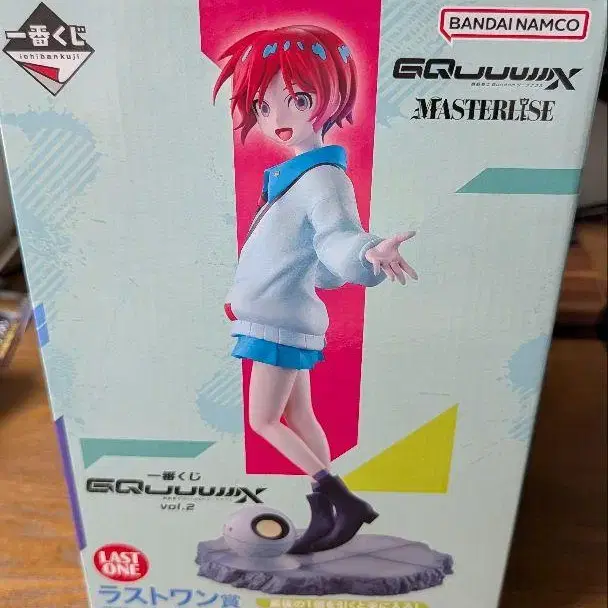 一番くじ
ichibankuji
BANDAI NAMCO
GQuuuuuuX
MASTERLISE
一番くじ
GQuuuuuuX
vol.2
LAST
ONE
ラストワン賞